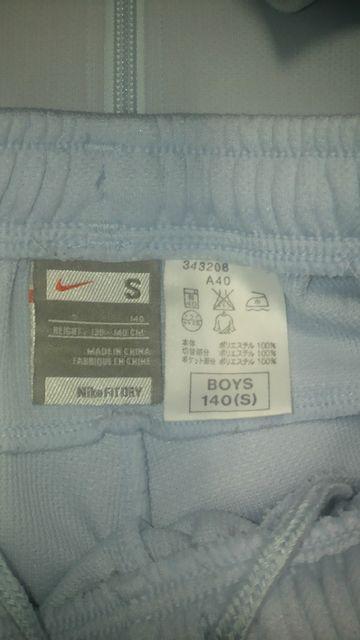 S
140
HEIGHT: 130 - 140 CM
MADE IN CHINA
FABRIQUE EN CHINE
Nike FIT DRY
343208
A40
本体 ポリエステル 100%
切替部分 ポリエステル 100%
ポケット部分 ポリエステル 100%
BOYS
140(S)